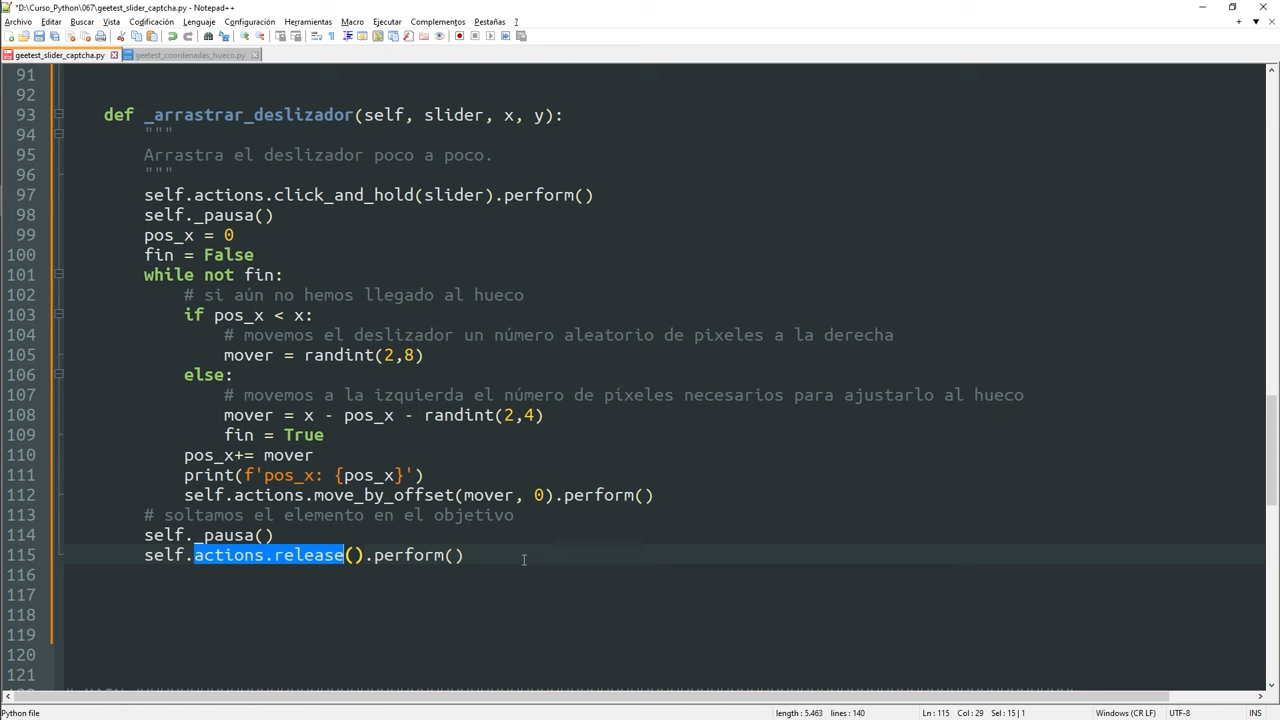 *D:\Curso_Python\067\geetest_slider_captcha.py - Notepad++
Archivo Editar Buscar Vista Codificación Lenguaje Configuración Herramientas Macro Ejecutar Complementos Pestañas ?
geetest_slider_captcha.py geetest_coordenadas_hueco.py
91
92
93 def _arrastrar_deslizador(self, slider, x, y):
94 """
95 Arrastra el deslizador poco a poco.
96 """
97 self.actions.click_and_hold(slider).perform()
98 self._pausa()
99 pos_x = 0
100 fin = False
101 while not fin:
102 # si aún no hemos llegado al hueco
103 if pos_x < x:
104 # movemos el deslizador un número aleatorio de pixeles a la derecha
105 mover = randint(2,8)
106 else:
107 # movemos a la izquierda el número de píxeles necesarios para ajustarlo al hueco
108 mover = x - pos_x - randint(2,4)
109 fin = True
110 pos_x+= mover
111 print(f'pos_x: {pos_x}')
112 self.actions.move_by_offset(mover, 0).perform()
113 # soltamos el elemento en el objetivo
114 self._pausa()
115 self.actions.release().perform()
116
117
118
119
120
121
Python file length : 5.463 lines : 140 Ln : 115 Col : 29 Sel : 15 | 1 Windows (CR LF) UTF-8 INS